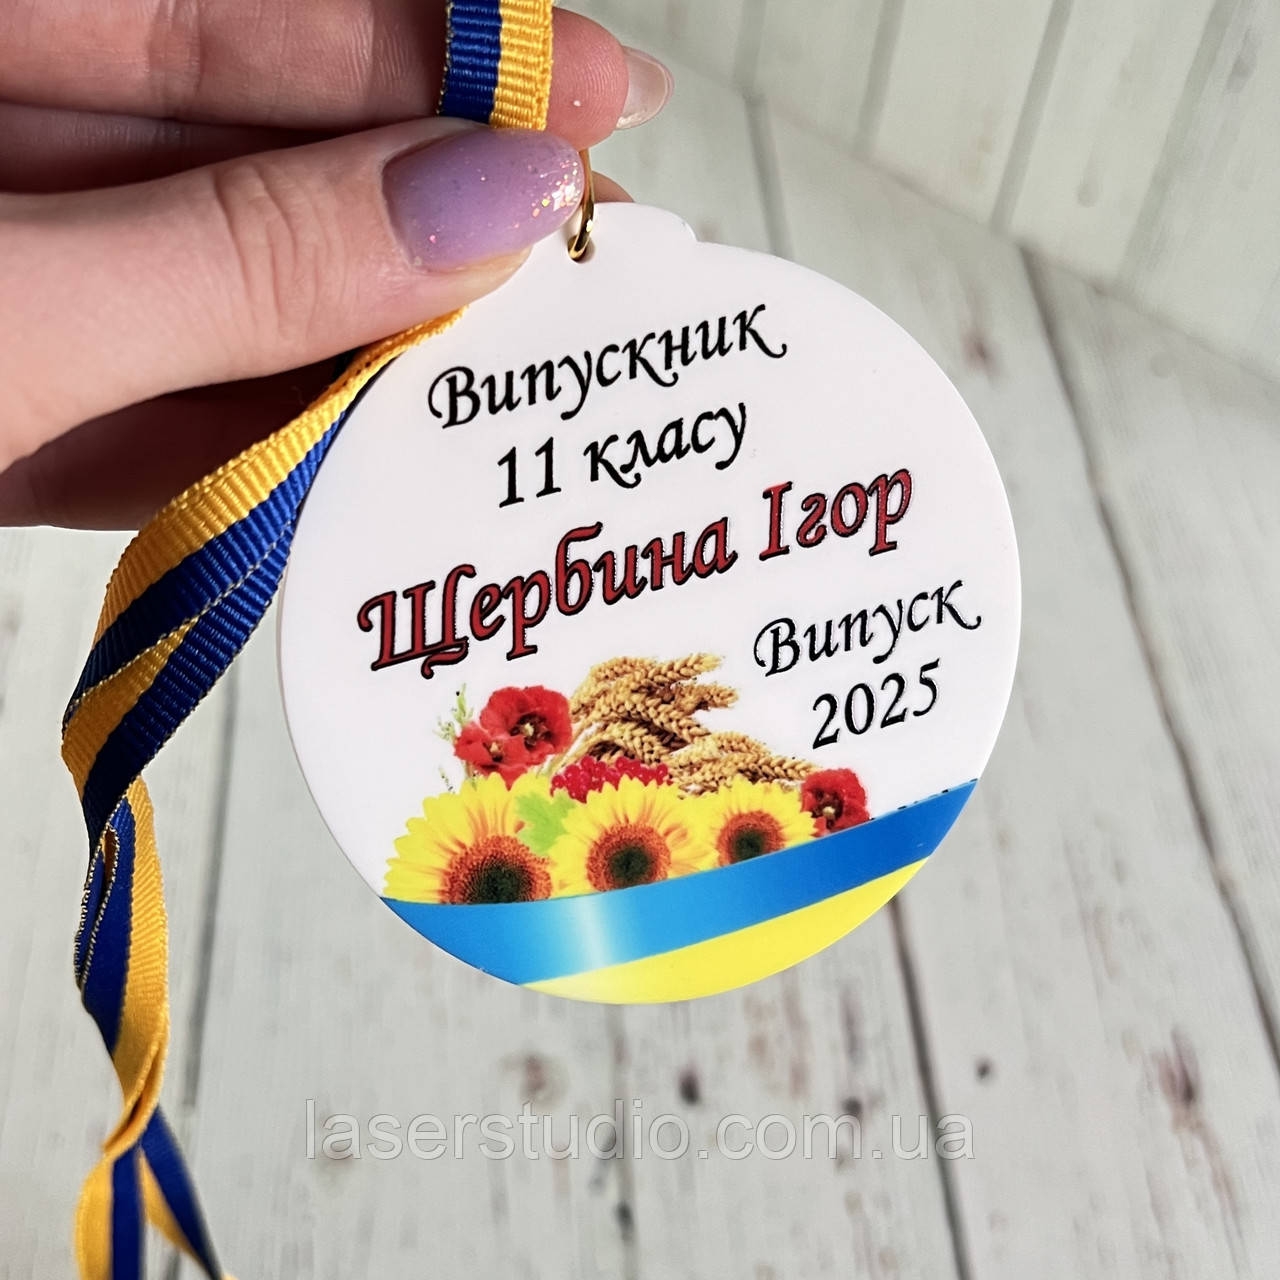 Випускник
11 класу
Щербина Ігор
Випуск
2025
laserstudio.com.ua